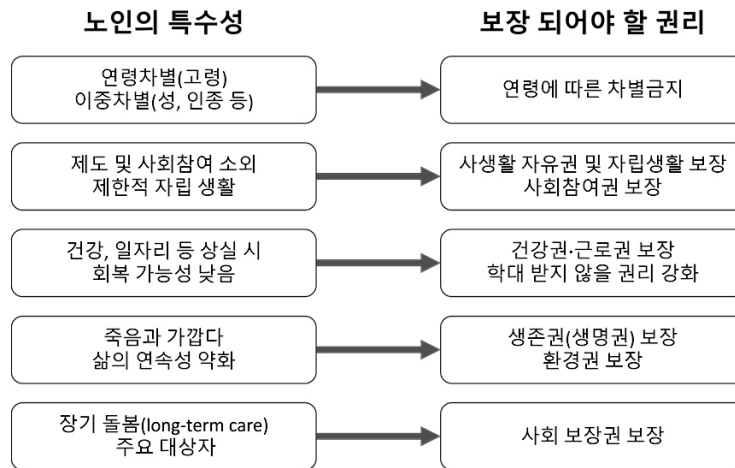 노인의 특수성
보장 되어야 할 권리
연령차별(고령)
이중차별(성, 인종 등)
연령에 따른 차별금지
제도 및 사회참여 소외
제한적 자립 생활
사생활 자유권 및 자립생활 보장
사회참여권 보장
건강, 일자리 등 상실 시
회복 가능성 낮음
건강권·근로권 보장
학대 받지 않을 권리 강화
죽음과 가깝다
삶의 연속성 약화
생존권(생명권) 보장
환경권 보장
장기 돌봄(long-term care)
주요 대상자
사회 보장권 보장